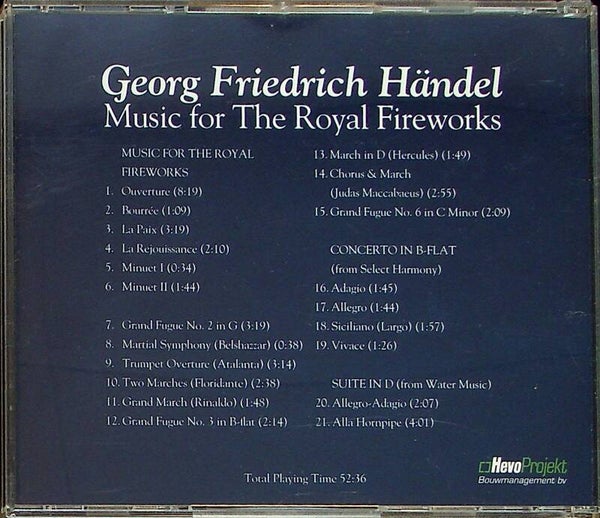 Georg Friedrich Händel
Music for The Royal Fireworks
MUSIC FOR THE ROYAL
FIREWORKS
1. Ouverture (8:19)
2. Bourrée (1:09)
3. La Paix (3:19)
4. La Rejouissance (2:10)
5. Minuet I (0:34)
6. Minuet II (1:44)
7. Grand Fugue No. 2 in G (3:19)
8. Martial Symphony (Belshazzar) (0:38)
9. Trumpet Overture (Atalanta) (3:14)
10. Two Marches (Floridante) (2:38)
11. Grand March (Rinaldo) (1:48)
12. Grand Fugue No. 3 in B-flat (2:14)
13. March in D (Hercules) (1:49)
14. Chorus & March
(Judas Maccabaeus) (2:55)
15. Grand Fugue No. 6 in C Minor (2:09)
CONCERTO IN B-FLAT
(from Select Harmony)
16. Adagio (1:45)
17. Allegro (1:44)
18. Siciliano (Largo) (1:57)
19. Vivace (1:26)
SUITE IN D (from Water Music)
20. Allegro-Adagio (2:07)
21. Alla Hornpipe (4:01)
Total Playing Time 52:36
HevoProjekt
Bouwmanagement bv